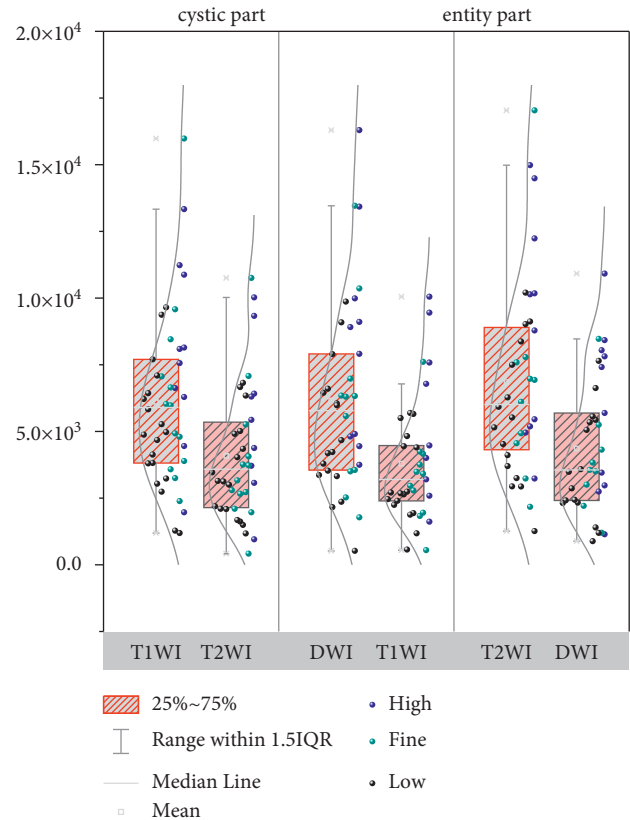 cystic part entity part
2.0×10⁴
1.5×10⁴
1.0×10⁴
5.0×10³
0.0
T1WI T2WI DWI T1WI T2WI DWI
25%~75% High
Range within 1.5IQR Fine
Median Line Low
Mean